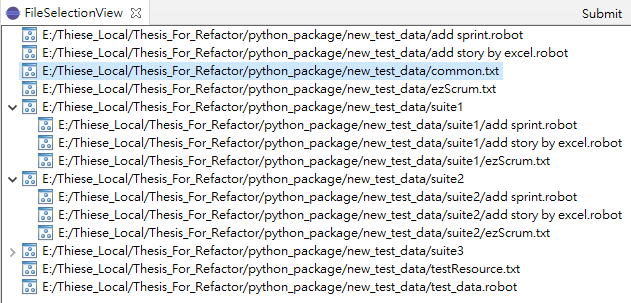 FileSelectionView
Submit
E:/Thiese_Local/Thesis_For_Refactor/python_package/new_test_data/add sprint.robot
E:/Thiese_Local/Thesis_For_Refactor/python_package/new_test_data/add story by excel.robot
E:/Thiese_Local/Thesis_For_Refactor/python_package/new_test_data/common.txt
E:/Thiese_Local/Thesis_For_Refactor/python_package/new_test_data/ezScrum.txt
E:/Thiese_Local/Thesis_For_Refactor/python_package/new_test_data/suite1
E:/Thiese_Local/Thesis_For_Refactor/python_package/new_test_data/suite1/add sprint.robot
E:/Thiese_Local/Thesis_For_Refactor/python_package/new_test_data/suite1/add story by excel.robot
E:/Thiese_Local/Thesis_For_Refactor/python_package/new_test_data/suite1/ezScrum.txt
E:/Thiese_Local/Thesis_For_Refactor/python_package/new_test_data/suite2
E:/Thiese_Local/Thesis_For_Refactor/python_package/new_test_data/suite2/add sprint.robot
E:/Thiese_Local/Thesis_For_Refactor/python_package/new_test_data/suite2/add story by excel.robot
E:/Thiese_Local/Thesis_For_Refactor/python_package/new_test_data/suite2/ezScrum.txt
E:/Thiese_Local/Thesis_For_Refactor/python_package/new_test_data/suite3
E:/Thiese_Local/Thesis_For_Refactor/python_package/new_test_data/testResource.txt
E:/Thiese_Local/Thesis_For_Refactor/python_package/new_test_data/test_data.robot